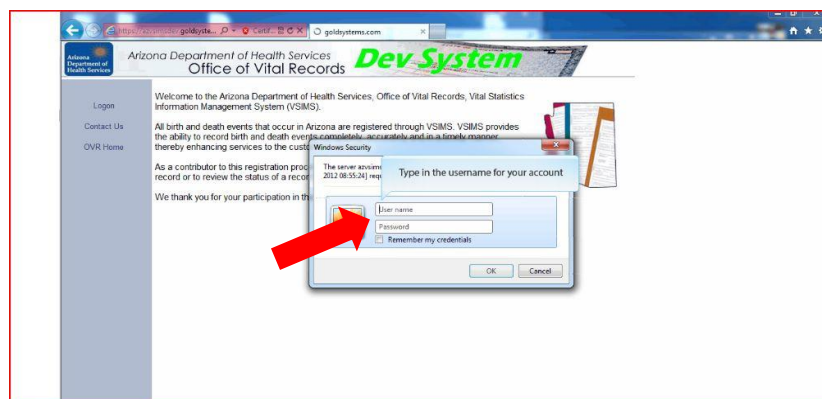 goldsyste...
Certif...
goldsystems.com
Arizona
Department of
Health Services
Arizona Department of Health Services
Office of Vital Records
Dev System
Logon
Contact Us
OVR Home
Welcome to the Arizona Department of Health Services, Office of Vital Records, Vital Statistics
Information Management System (VSIMS).
All birth and death events that occur in Arizona are registered through VSIMS. VSIMS provides
the ability to record birth and death events completely, accurately and in a timely manner
thereby enhancing services to the cust
As a contributor to this registration proc
record or to review the status of a recor
We thank you for your participation in th
Windows Security
The server azvsims
2012 08:55:24] requ
Type in the username for your account
User name
Password
Remember my credentials
OK
Cancel